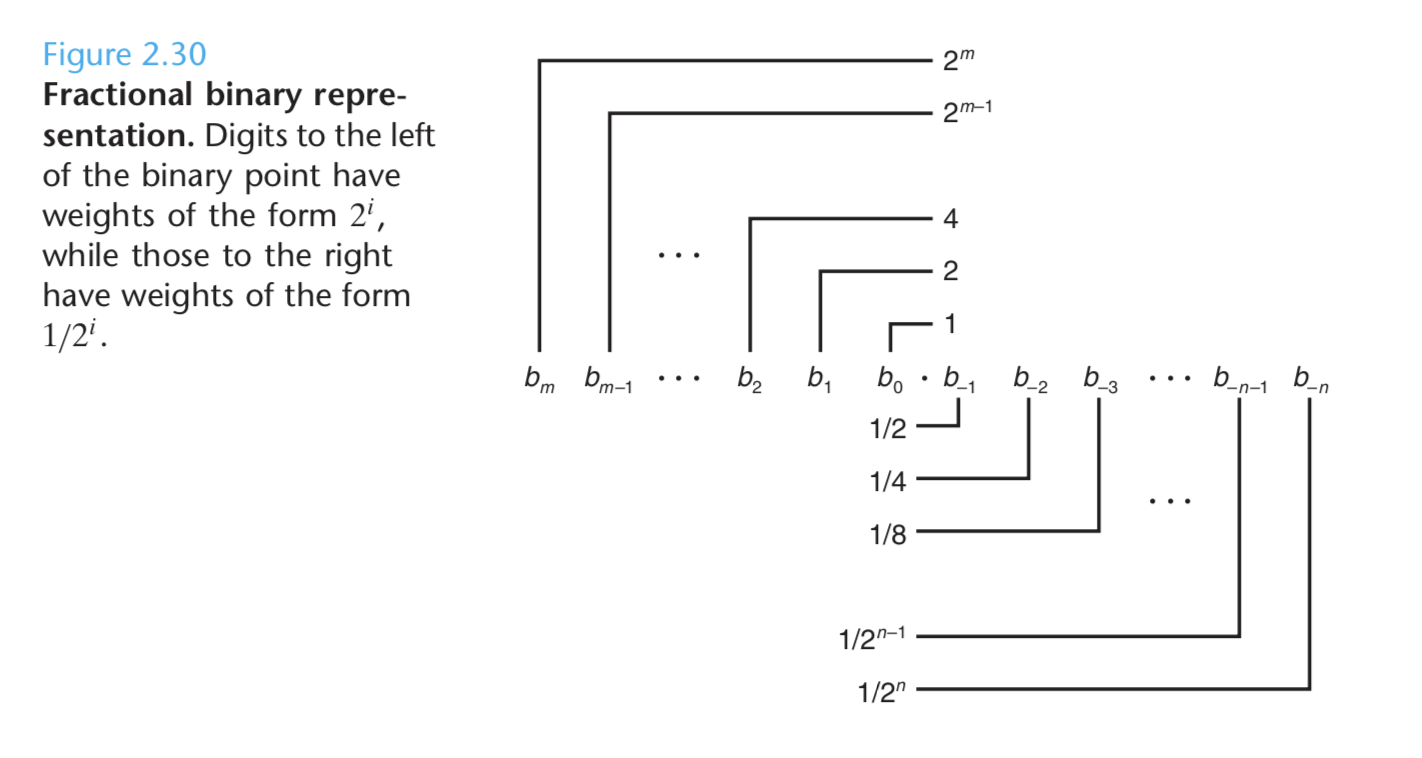 Figure 2.30
Fractional binary repre-
sentation. Digits to the left
of the binary point have
weights of the form 2^i,
while those to the right
have weights of the form
1/2^i.
2^m
2^{m–1}
4
. . .
2
1
b_m b_{m–1} · · · b_2 b_1 b_0 . b_{–1} b_{–2} b_{–3} · · · b_{–n–1} b_{–n}
1/2
1/4
. . .
1/8
1/2^{n–1}
1/2^n